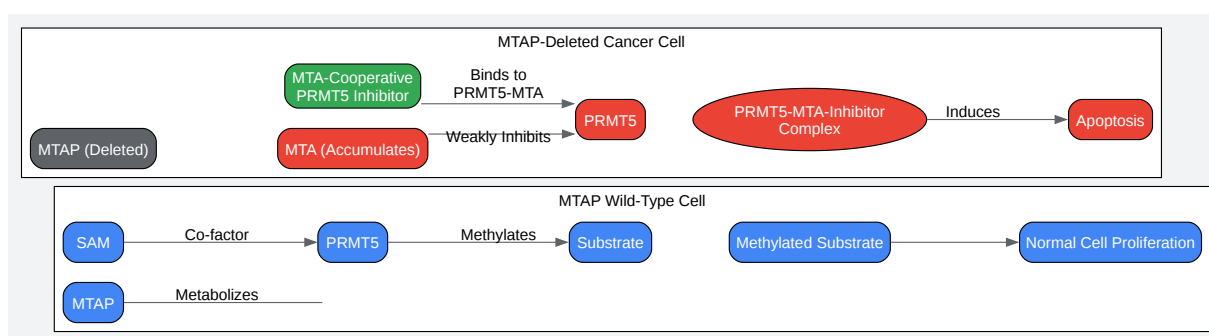 MTAP-Deleted Cancer Cell
MTA-Cooperative
PRMT5 Inhibitor
Binds to
PRMT5-MTA
PRMT5
PRMT5-MTA-Inhibitor
Complex
Induces
Apoptosis
MTAP (Deleted)
MTA (Accumulates)
Weakly Inhibits
MTAP Wild-Type Cell
SAM
Co-factor
PRMT5
Methylates
Substrate
Methylated Substrate
Normal Cell Proliferation
MTAP
Metabolizes